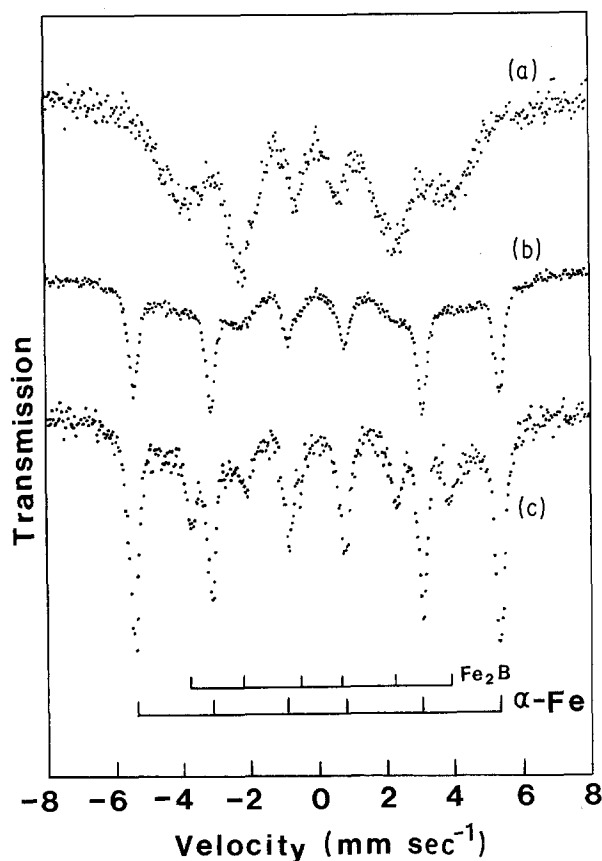 (a)
(b)
(c)
Transmission
Fe₂B
α-Fe
-8 -6 -4 -2 0 2 4 6 8
Velocity (mm sec⁻¹)